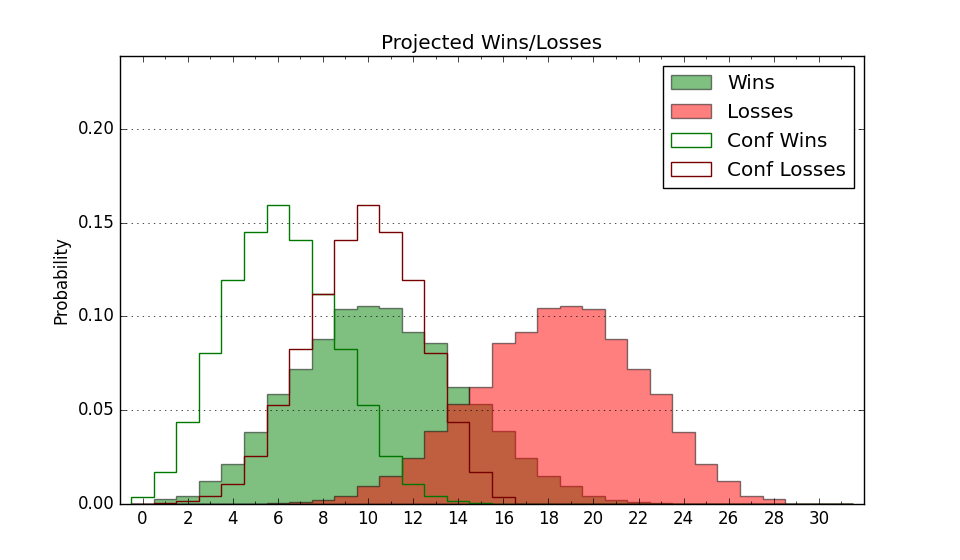 Projected Wins/Losses
Wins
Losses
Conf Wins
Conf Losses
Probability
0.20
0.15
0.10
0.05
0.00
0 2 4 6 8 10 12 14 16 18 20 22 24 26 28 30